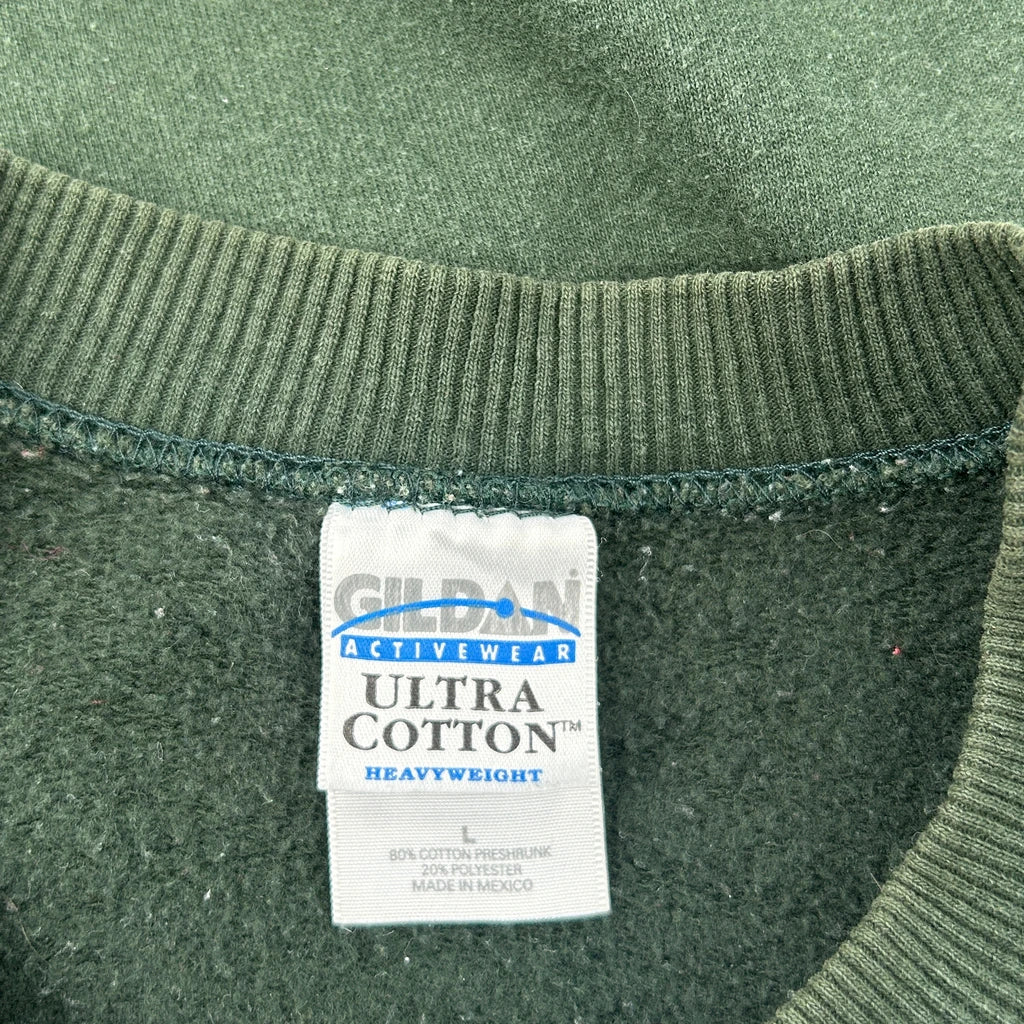 GILDAN®
ACTIVEWEAR
ULTRA
COTTON™
HEAVYWEIGHT
L
80% COTTON PRESHRUNK
20% POLYESTER
MADE IN MEXICO